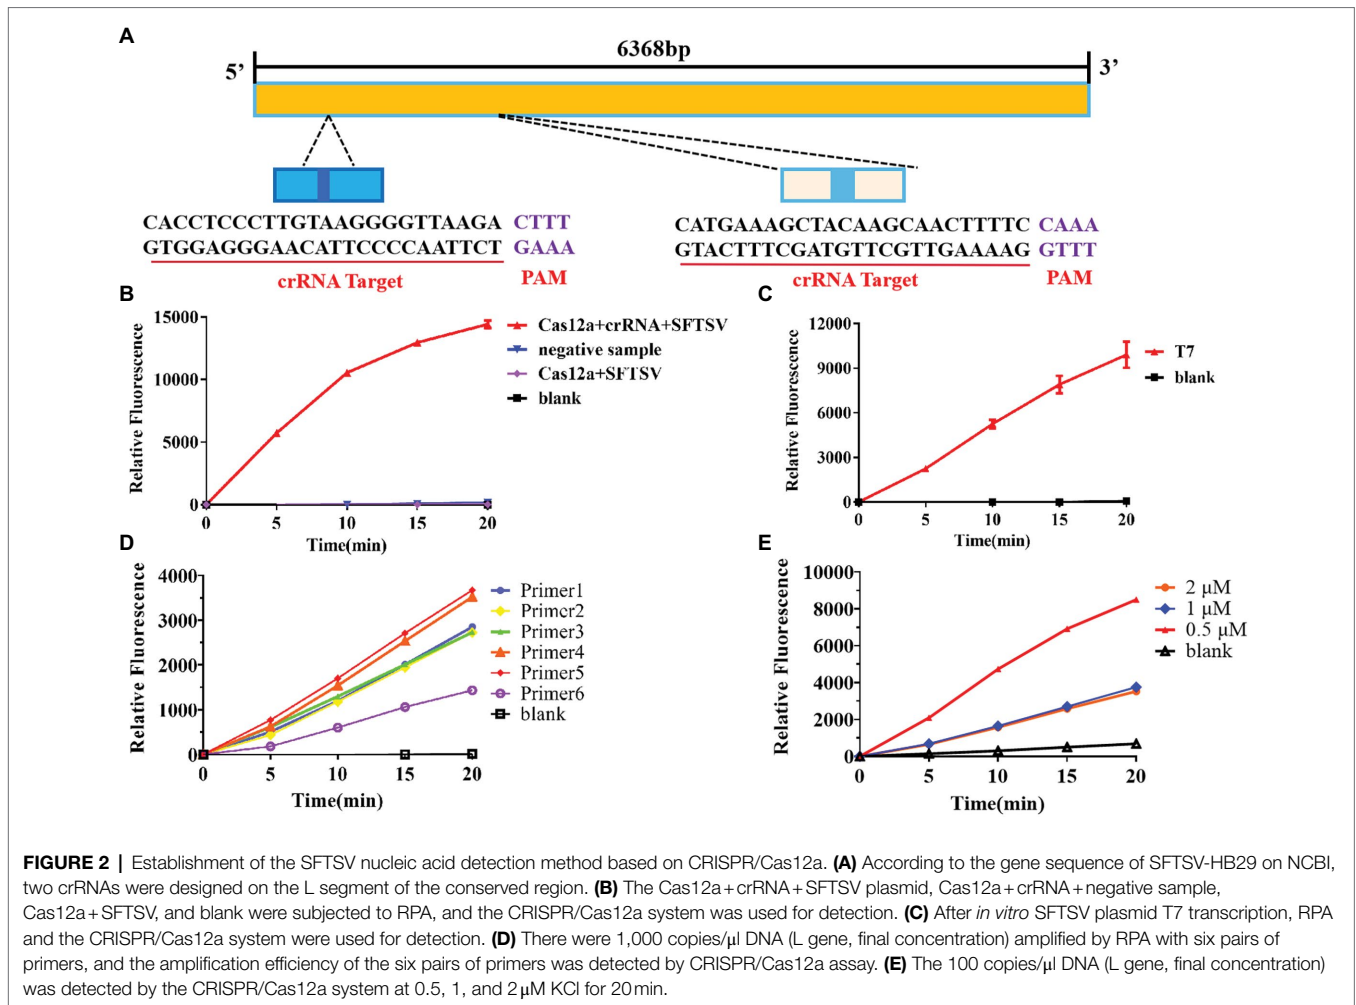 A
6368bp
5’ 3’
CACCTCCCTTGTAAGGGGTTAAGA CTTT
GTGGAGGGAACATTCCCCAATTCT GAAA
crRNA Target PAM
CATGAAAGCTACAAGCAACTTTTC CAAA
GTACTTTCGATGTTCGTTGAAAAG GTTT
crRNA Target PAM
B
Relative Fluorescence
15000
10000
5000
0
0 5 10 15 20
Time(min)
Cas12a+crRNA+SFTSV
negative sample
Cas12a+SFTSV
blank
C
Relative Fluorescence
12000
9000
6000
3000
0
0 5 10 15 20
Time(min)
T7
blank
D
Relative Fluorescence
4000
3000
2000
1000
0
0 5 10 15 20
Time(min)
Primer1
Primer2
Primer3
Primer4
Primer5
Primer6
blank
E
Relative Fluorescence
10000
8000
6000
4000
2000
0
0 5 10 15 20
Time(min)
2 μM
1 μM
0.5 μM
blank
FIGURE 2 | Establishment of the SFTSV nucleic acid detection method based on CRISPR/Cas12a. (A) According to the gene sequence of SFTSV-HB29 on NCBI,
two crRNAs were designed on the L segment of the conserved region. (B) The Cas12a+crRNA+SFTSV plasmid, Cas12a+crRNA+negative sample,
Cas12a+SFTSV, and blank were subjected to RPA, and the CRISPR/Cas12a system was used for detection. (C) After in vitro SFTSV plasmid T7 transcription, RPA
and the CRISPR/Cas12a system were used for detection. (D) There were 1,000 copies/μl DNA (L gene, final concentration) amplified by RPA with six pairs of
primers, and the amplification efficiency of the six pairs of primers was detected by CRISPR/Cas12a assay. (E) The 100 copies/μl DNA (L gene, final concentration)
was detected by the CRISPR/Cas12a system at 0.5, 1, and 2 μM KCl for 20 min.